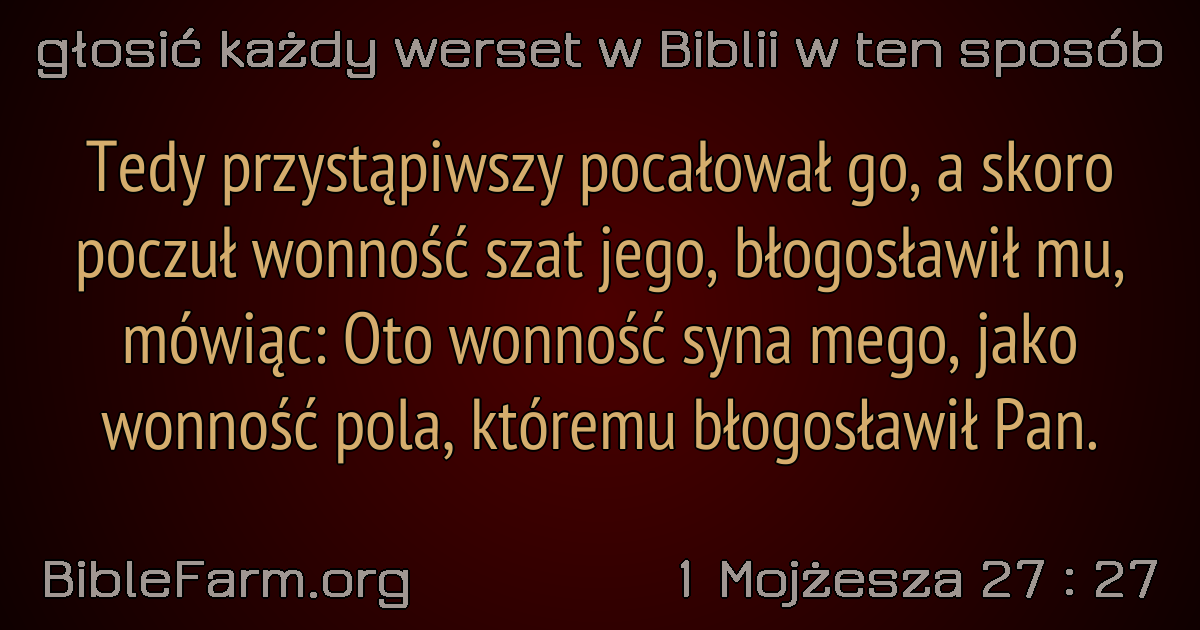 głosić każdy werset w Biblii w ten sposób
Tedy przystąpiwszy pocałował go, a skoro
poczuł wonność szat jego, błogosławił mu,
mówiąc: Oto wonność syna mego, jako
wonność pola, któremu błogosławił Pan.
BibleFarm.org
1 Mojżesza 27 : 27